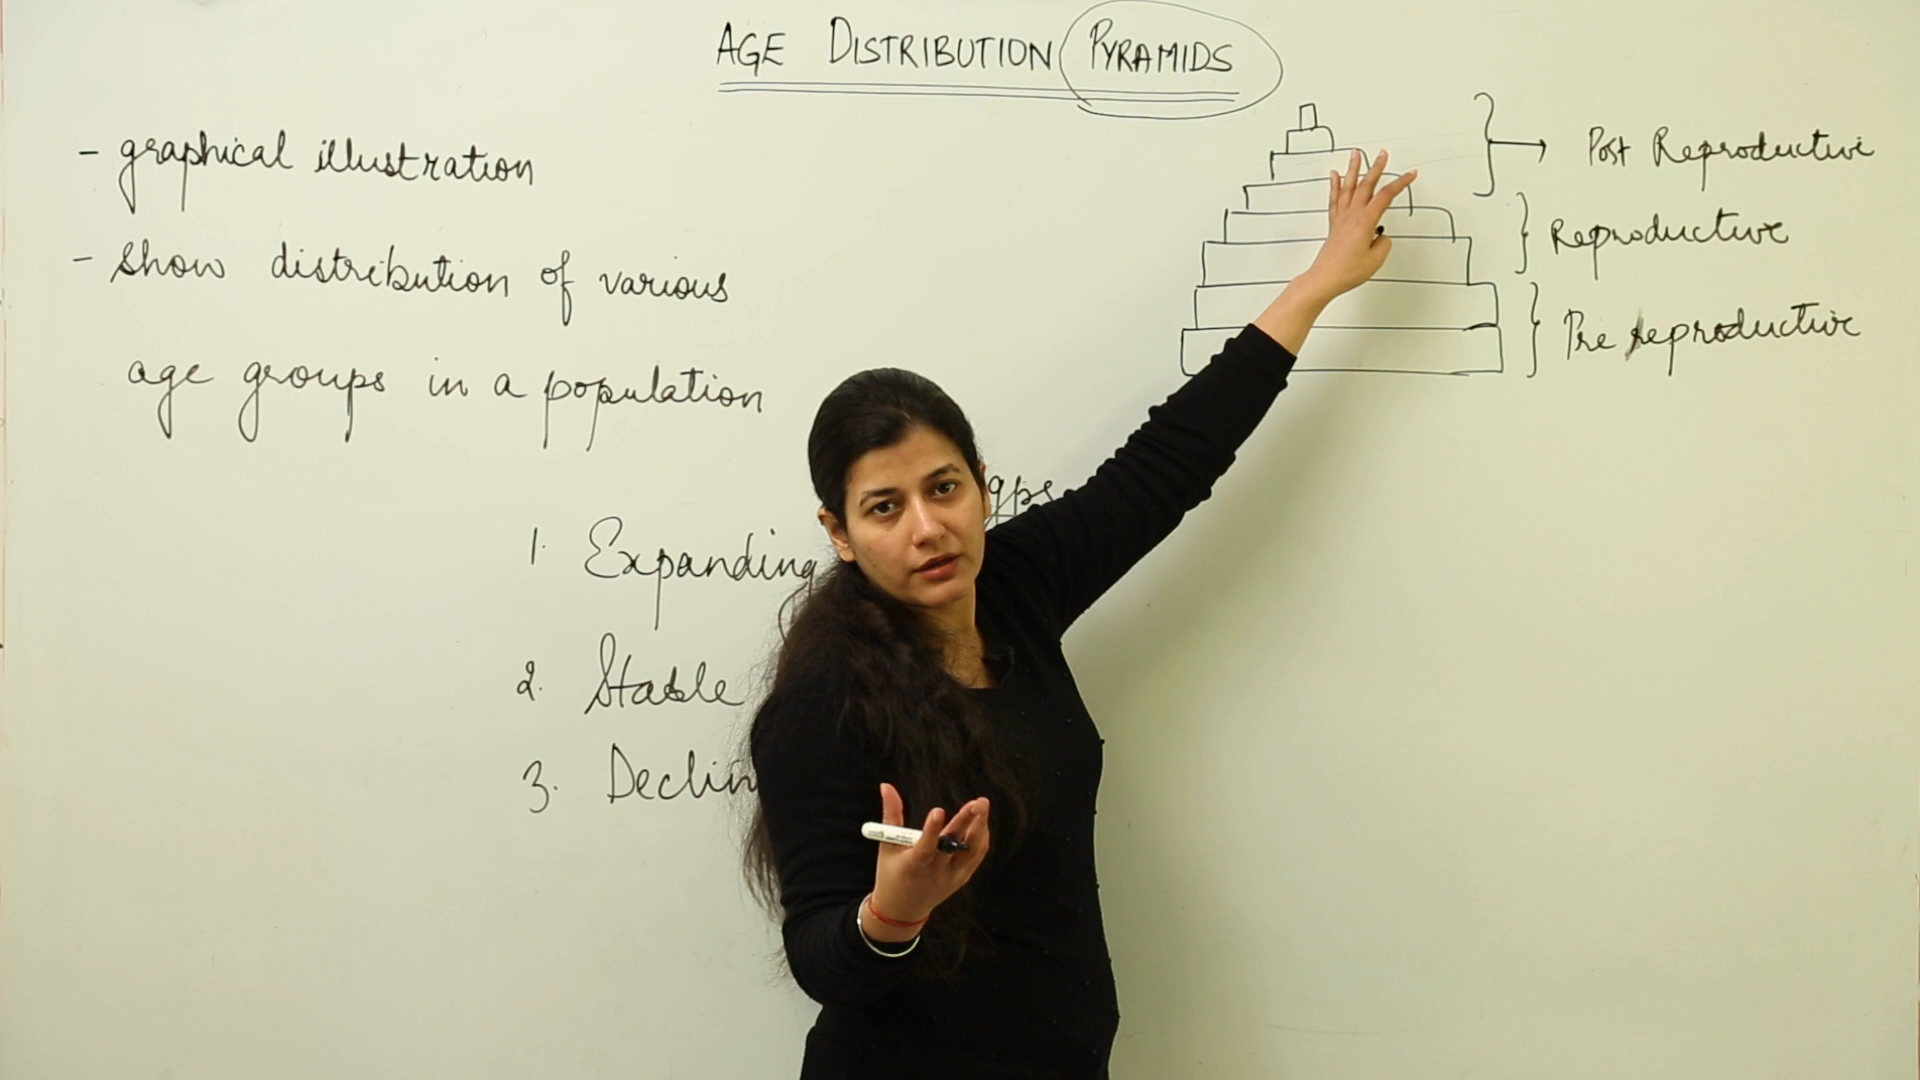 AGE DISTRIBUTION PYRAMIDS
- graphical illustration
- Show distribution of various
age groups in a population
gps
1. Expanding
2. Stable
3. Declin
Post Reproductive
Reproductive
Pre reproductive